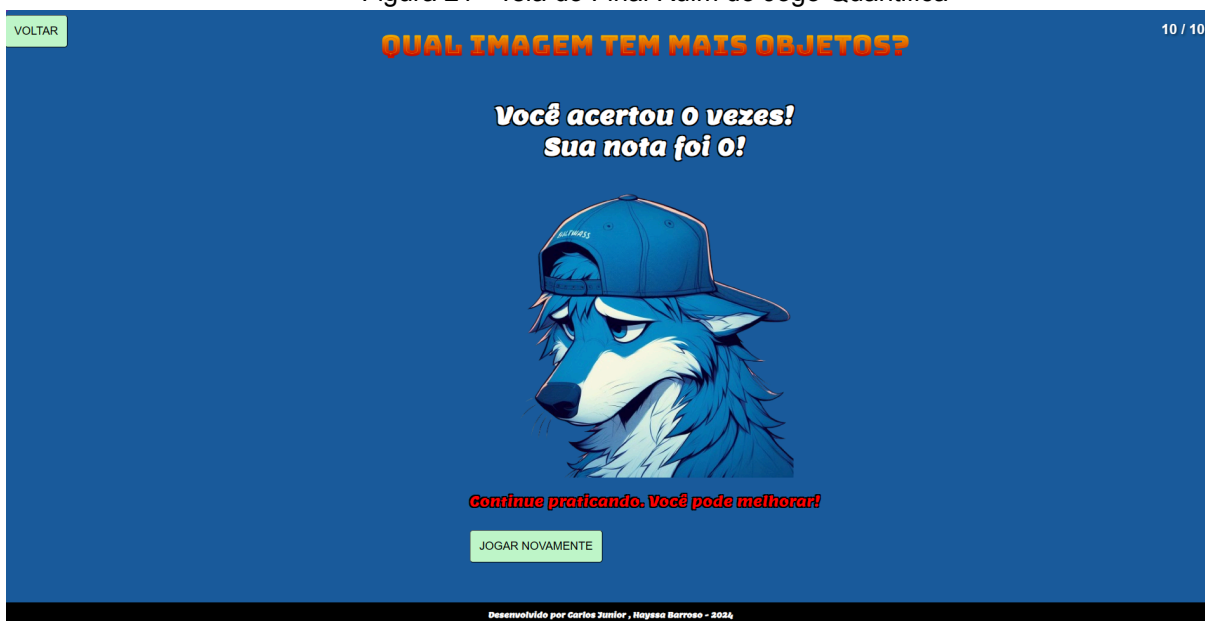 VOLTAR
QUAL IMAGEM TEM MAIS OBJETOS?
10 / 10
Você acertou 0 vezes!
Sua nota foi 0!
Continue praticando. Você pode melhorar!
JOGAR NOVAMENTE
Desenvolvido por Carlos Junior , Hayssa Barroso - 2024